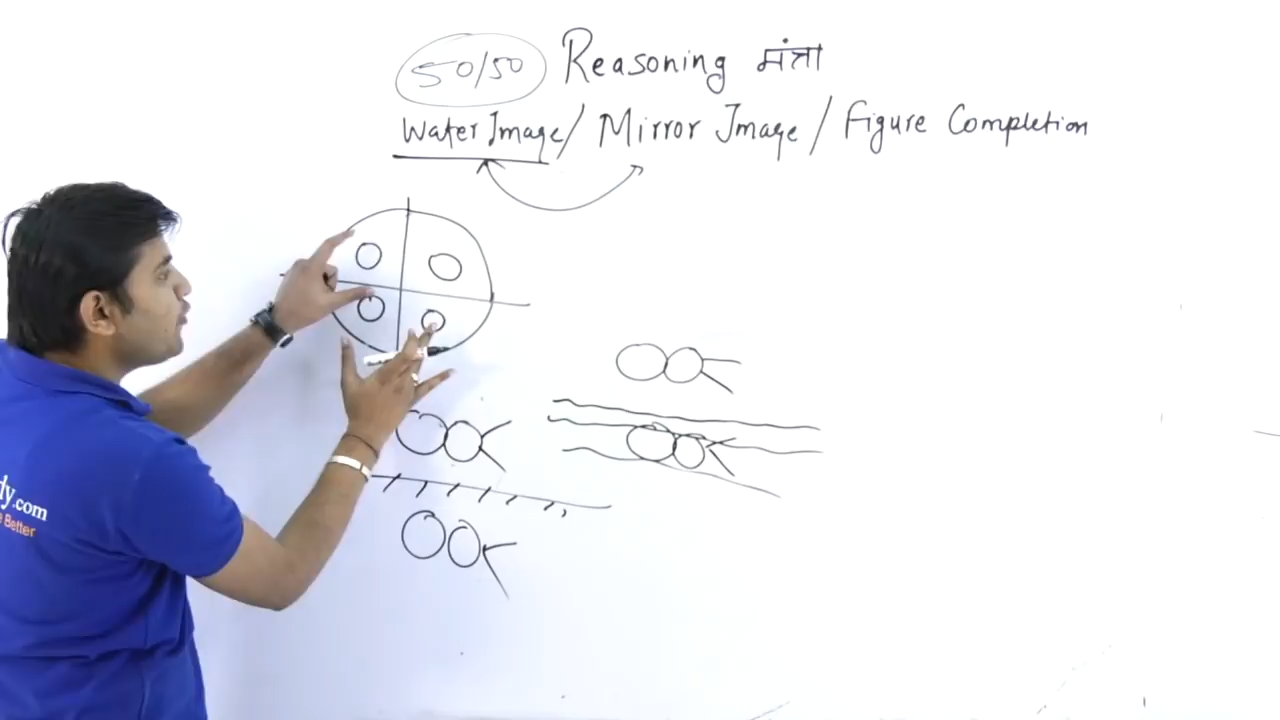 50/50 Reasoning मंत्रा
Water Image / Mirror Image / Figure Completion
dy.com
Better